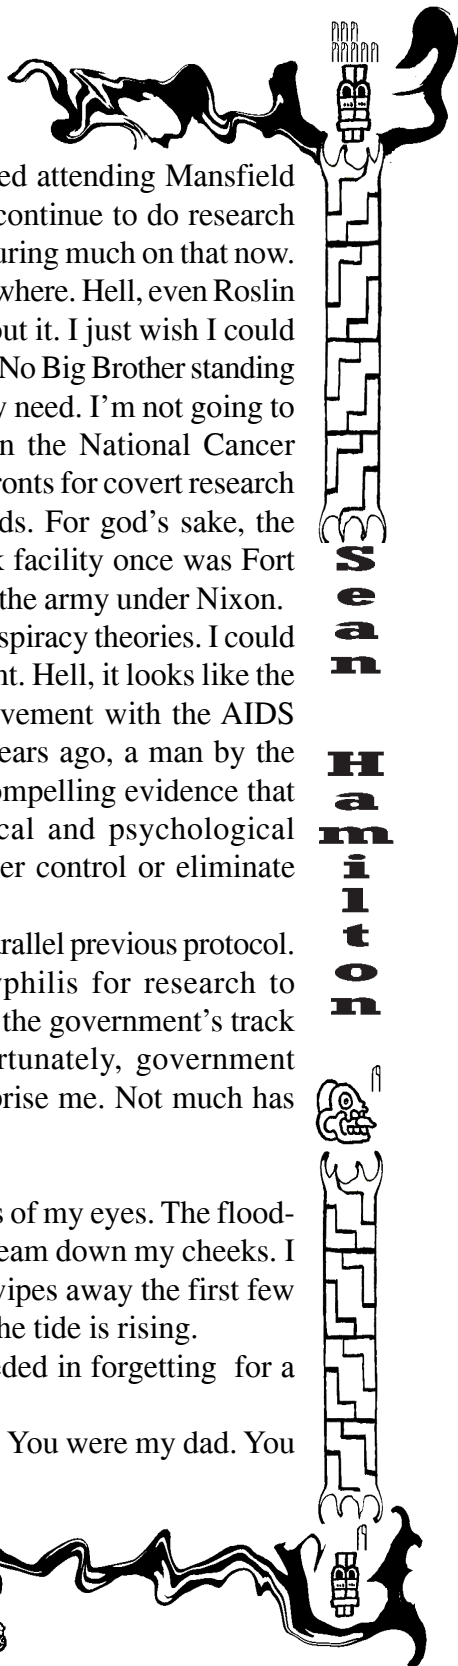 ed attending Mansfield
continue to do research
uring much on that now.
where. Hell, even Roslin
out it. I just wish I could
No Big Brother standing
y need. I'm not going to
n the National Cancer
ronts for covert research
ds. For god's sake, the
k facility once was Fort
the army under Nixon.
spiracy theories. I could
nt. Hell, it looks like the
vement with the AIDS
ears ago, a man by the
ompelling evidence that
cal and psychological
er control or eliminate
rallel previous protocol.
yphilis for research to
the government's track
rtunately, government
prise me. Not much has
s of my eyes. The flood-
eam down my cheeks. I
vipes away the first few
he tide is rising.
eded in forgetting for a
You were my dad. You
Sean Hamilton